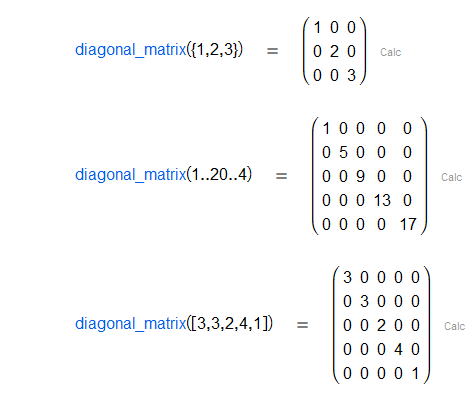 1 0 0
diagonal_matrix({1,2,3}) = 0 2 0 Calc
0 0 3
1 0 0 0 0
0 5 0 0 0
diagonal_matrix(1..20..4) = 0 0 9 0 0 Calc
0 0 0 13 0
0 0 0 0 17
3 0 0 0 0
0 3 0 0 0
diagonal_matrix([3,3,2,4,1]) = 0 0 2 0 0 Calc
0 0 0 4 0
0 0 0 0 1